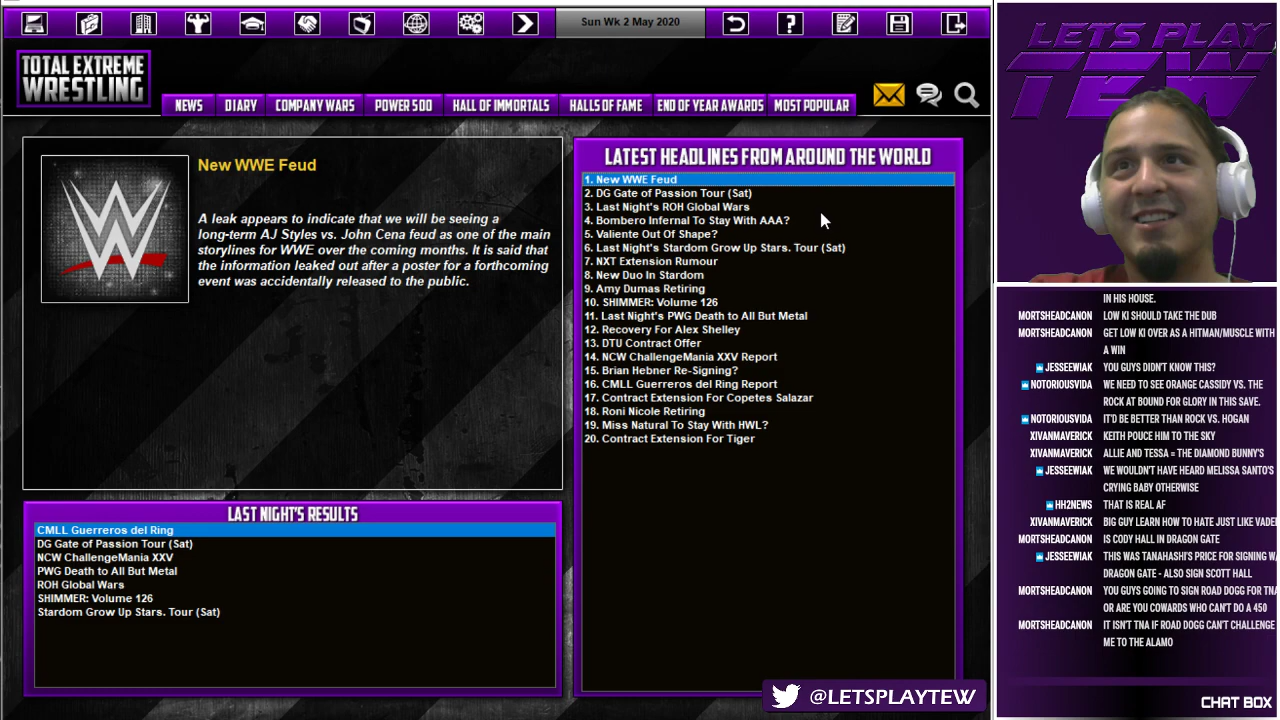 Sun Wk 2 May 2020
TOTAL EXTREME
WRESTLING
NEWS
DIARY
COMPANY WARS
POWER 500
HALL OF IMMORTALS
HALLS OF FAME
END OF YEAR AWARDS
MOST POPULAR
New WWE Feud
A leak appears to indicate that we will be seeing a
long-term AJ Styles vs. John Cena feud as one of the main
storylines for WWE over the coming months. It is said that
the information leaked out after a poster for a forthcoming
event was accidentally released to the public.
LATEST HEADLINES FROM AROUND THE WORLD
1. New WWE Feud
2. DG Gate of Passion Tour (Sat)
3. Last Night's ROH Global Wars
4. Bombero Infernal To Stay With AAA?
5. Valiente Out Of Shape?
6. Last Night's Stardom Grow Up Stars. Tour (Sat)
7. NXT Extension Rumour
8. New Duo In Stardom
9. Amy Dumas Retiring
10. SHIMMER: Volume 126
11. Last Night's PWG Death to All But Metal
12. Recovery For Alex Shelley
13. DTU Contract Offer
14. NCW ChallengeMania XXV Report
15. Brian Hebner Re-Signing?
16. CMLL Guerreros del Ring Report
17. Contract Extension For Copetes Salazar
18. Roni Nicole Retiring
19. Miss Natural To Stay With HWL?
20. Contract Extension For Tiger
LAST NIGHT'S RESULTS
CMLL Guerreros del Ring
DG Gate of Passion Tour (Sat)
NCW ChallengeMania XXV
PWG Death to All But Metal
ROH Global Wars
SHIMMER: Volume 126
Stardom Grow Up Stars. Tour (Sat)
@LETSPLAYTEW
LETS PLAY
TEW
IN HIS HOUSE.
MORTSHEADCANON LOW KI SHOULD TAKE THE DUB
MORTSHEADCANON GET LOW KI OVER AS A HITMAN/MUSCLE WITH
A WIN
JESSEEWIAK YOU GUYS DIDN'T KNOW THIS?
NOTORIOUSVIDA WE NEED TO SEE ORANGE CASSIDY VS. THE
ROCK AT BOUND FOR GLORY IN THIS SAVE.
NOTORIOUSVIDA IT'D BE BETTER THAN ROCK VS. HOGAN
XIVANMAVERICK KEITH POUCE HIM TO THE SKY
XIVANMAVERICK ALLIE AND TESSA = THE DIAMOND BUNNY'S
JESSEEWIAK WE WOULDN'T HAVE HEARD MELISSA SANTO'S
CRYING BABY OTHERWISE
HH2NEWS THAT IS REAL AF
XIVANMAVERICK BIG GUY LEARN HOW TO HATE JUST LIKE VADE
MORTSHEADCANON IS CODY HALL IN DRAGON GATE
JESSEEWIAK THIS WAS TANAHASHI'S PRICE FOR SIGNING W
DRAGON GATE - ALSO SIGN SCOTT HALL
MORTSHEADCANON YOU GUYS GOING TO SIGN ROAD DOGG FOR TNA
OR ARE YOU COWARDS WHO CAN'T DO A 450
MORTSHEADCANON IT ISN'T TNA IF ROAD DOGG CAN'T CHALLENGE
ME TO THE ALAMO
CHAT BOX